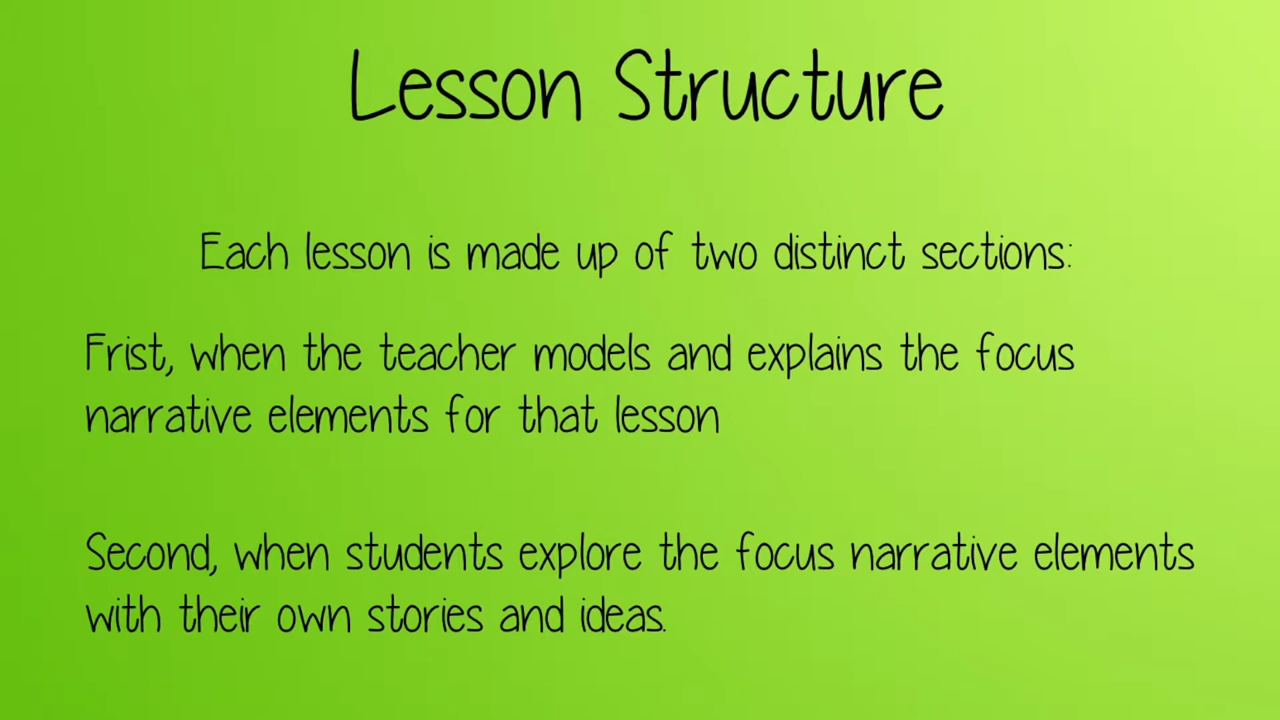 Lesson Structure
Each lesson is made up of two distinct sections:
Frist, when the teacher models and explains the focus
narrative elements for that lesson
Second, when students explore the focus narrative elements
with their own stories and ideas.